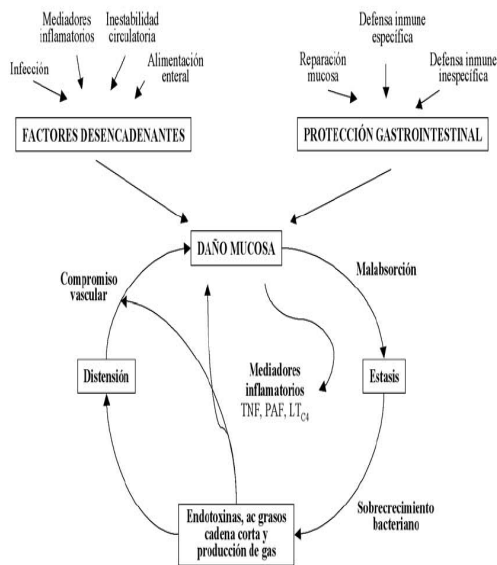 Mediadores
inflamatorios
Inestabilidad
circulatoria
Infección
Alimentación
enteral
FACTORES DESENCADENANTES
Defensa inmune
específica
Reparación
mucosa
Defensa inmune
inespecífica
PROTECCIÓN GASTROINTESTINAL
DAÑO MUCOSA
Compromiso
vascular
Malabsorción
Distensión
Mediadores
inflamatorios
TNF, PAF, LTC4
Estasis
Sobrecrecimiento
bacteriano
Endotoxinas, ac grasos
cadena corta y
producción de gas